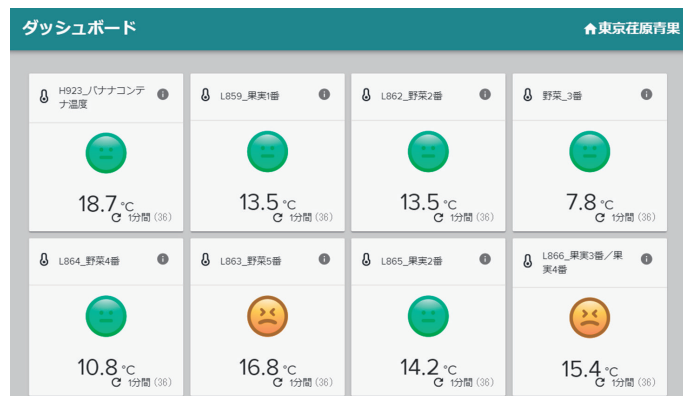 ダッシュボード
東京荏原青果
H923_バナナコンテ
ナ温度
L859_果実1番
L862_野菜2番
野菜_3番
18.7 °C
1分間 (36)
13.5 °C
1分間 (36)
13.5 °C
1分間 (36)
7.8 °C
1分間 (36)
L864_野菜4番
L863_野菜5番
L865_果実2番
L866_果実3番／果
実4番
10.8 °C
1分間 (36)
16.8 °C
1分間 (36)
14.2 °C
1分間 (36)
15.4 °C
1分間 (36)